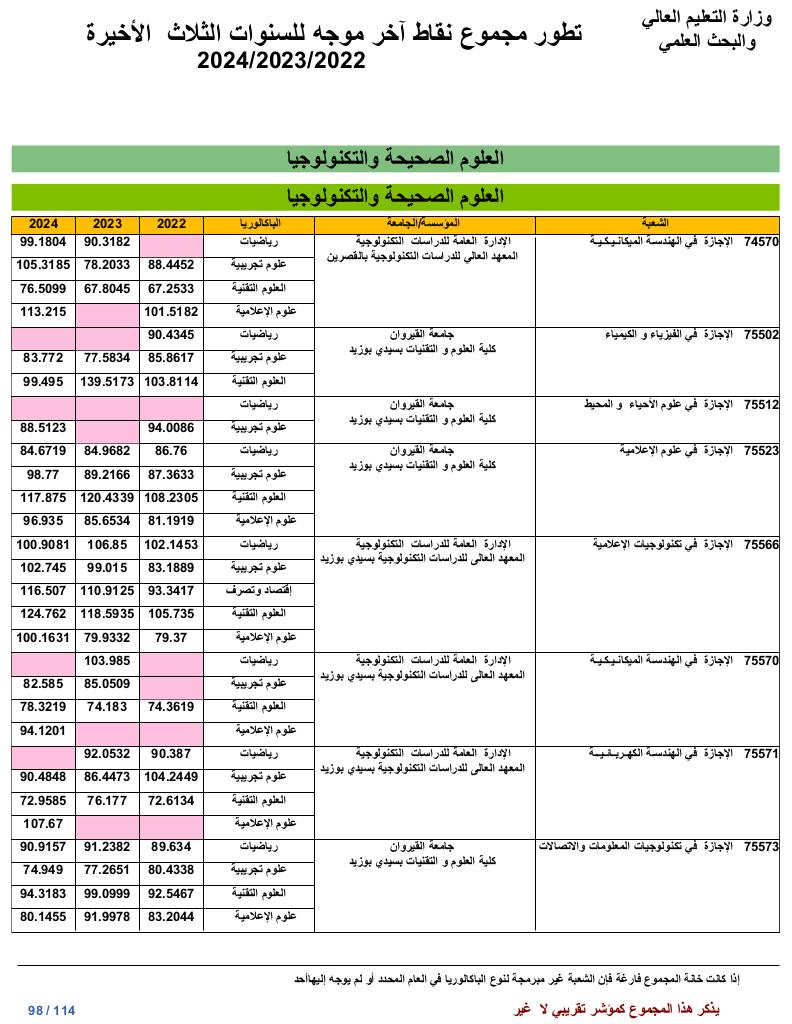 وزارة التعليم العالي
والبحث العلمي
تطور مجموع نقاط آخر موجه للسنوات الثلاث الأخيرة
2024/2023/2022
العلوم الصحيحة والتكنولوجيا
العلوم الصحيحة والتكنولوجيا
الشعبة المؤسسة/الجامعة الباكالوريا 2022 2023 2024
74570 الإجازة في الهندسة الميكانيكية الإدارة العامة للدراسات التكنولوجية رياضيات 90.3182 99.1804
المعهد العالي للدراسات التكنولوجية بالقصرين علوم تجريبية 88.4452 78.2033 105.3185
العلوم التقنية 67.2533 67.8045 76.5099
علوم الإعلامية 101.5182 113.215
75502 الإجازة في الفيزياء و الكيمياء جامعة القيروان رياضيات 90.4345
كلية العلوم و التقنيات بسيدي بوزيد علوم تجريبية 85.8617 77.5834 83.772
العلوم التقنية 103.8114 139.5173 99.495
75512 الإجازة في علوم الأحياء و المحيط جامعة القيروان رياضيات
كلية العلوم و التقنيات بسيدي بوزيد علوم تجريبية 94.0086 88.5123
75523 الإجازة في علوم الإعلامية جامعة القيروان رياضيات 86.76 84.9682 84.6719
كلية العلوم و التقنيات بسيدي بوزيد علوم تجريبية 87.3633 89.2166 98.77
العلوم التقنية 108.2305 120.4339 117.875
علوم الإعلامية 81.1919 85.6534 96.935
75566 الإجازة في تكنولوجيات الإعلامية الإدارة العامة للدراسات التكنولوجية رياضيات 102.1453 106.85 100.9081
المعهد العالى للدراسات التكنولوجية بسيدي بوزيد علوم تجريبية 83.1889 99.015 102.745
إقتصاد وتصرف 93.3417 110.9125 116.507
العلوم التقنية 105.735 118.5935 124.762
علوم الإعلامية 79.37 79.9332 100.1631
75570 الإجازة في الهندسة الميكانيكية الإدارة العامة للدراسات التكنولوجية رياضيات 103.985
المعهد العالى للدراسات التكنولوجية بسيدي بوزيد علوم تجريبية 85.0509 82.585
العلوم التقنية 74.3619 74.183 78.3219
علوم الإعلامية 94.1201
75571 الإجازة في الهندسة الكهربائية الإدارة العامة للدراسات التكنولوجية رياضيات 90.387 92.0532
المعهد العالى للدراسات التكنولوجية بسيدي بوزيد علوم تجريبية 104.2449 86.4473 90.4848
العلوم التقنية 72.6134 76.177 72.9585
علوم الإعلامية 107.67
75573 الإجازة في تكنولوجيات المعلومات والاتصالات جامعة القيروان رياضيات 89.634 91.2382 90.9157
كلية العلوم و التقنيات بسيدي بوزيد علوم تجريبية 80.4338 77.2651 74.949
العلوم التقنية 92.5467 99.0999 94.3183
علوم الإعلامية 83.2044 91.9978 80.1455
إذا كانت خانة المجموع فارغة فإن الشعبة غير مبرمجة لنوع الباكالوريا في العام المحدد أو لم يوجه إليهاأحد
يذكر هذا المجموع كمؤشر تقريبي لا غير
98 / 114